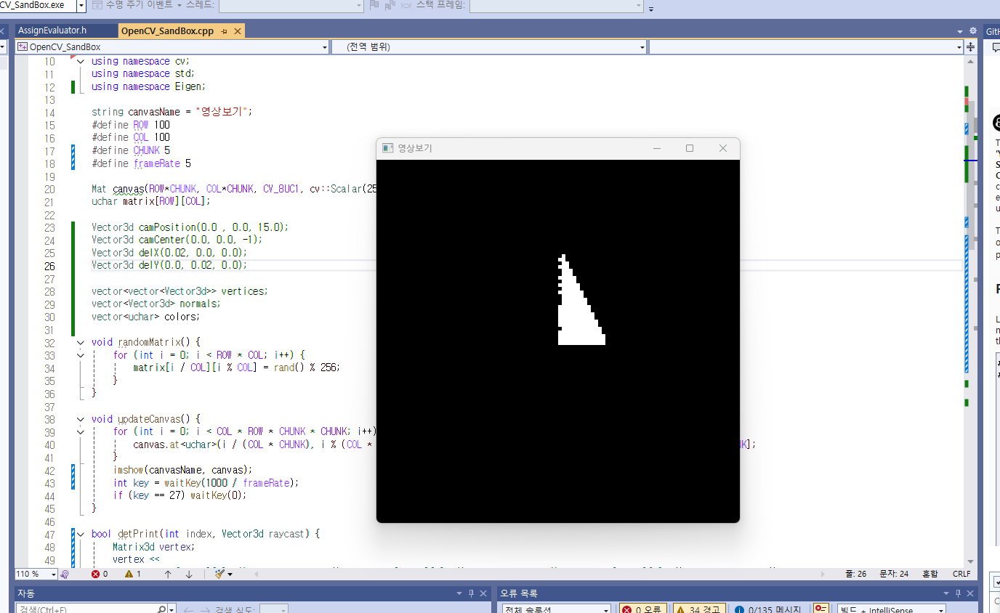 CV_SandBox.exe 수명 주기 이벤트 스레드: 스택 프레임:
AssignEvaluator.h OpenCV_SandBox.cpp
OpenCV_SandBox (전역 범위)
10 using namespace cv;
11 using namespace std;
12 using namespace Eigen;
13
14 string canvasName = "영상보기";
15 #define ROW 100
16 #define COL 100
17 #define CHUNK 5
18 #define frameRate 5
19
20 Mat canvas(ROW*CHUNK, COL*CHUNK, CV_8UC1, cv::Scalar(25
21 uchar matrix[ROW][COL];
22
23 Vector3d camPosition(0.0 , 0.0, 15.0);
24 Vector3d camCenter(0.0, 0.0, -1);
25 Vector3d delX(0.02, 0.0, 0.0);
26 Vector3d delY(0.0, 0.02, 0.0);
27
28 vector<vector<Vector3d>> vertices;
29 vector<Vector3d> normals;
30 vector<uchar> colors;
31
32 void randomMatrix() {
33 for (int i = 0; i < ROW * COL; i++) {
34 matrix[i / COL][i % COL] = rand() % 256;
35 }
36 }
37
38 void updateCanvas() {
39 for (int i = 0; i < COL * ROW * CHUNK * CHUNK; i++)
40 canvas.at<uchar>(i / (COL * CHUNK), i % (COL * K];
41 }
42 imshow(canvasName, canvas);
43 int key = waitKey(1000 / frameRate);
44 if (key == 27) waitKey(0);
45 }
46
47 bool detPrint(int index, Vector3d raycast) {
48 Matrix3d vertex;
49 vertex <<
영상보기
110 % 0 1 줄: 26 문자: 24 혼합 CRLF
자동
검색(Ctrl+E) 검색 심도:
오류 목록
전체 솔루션 0 오류 34 경고 0/135 메시지 빌드 + IntelliSense
GitH